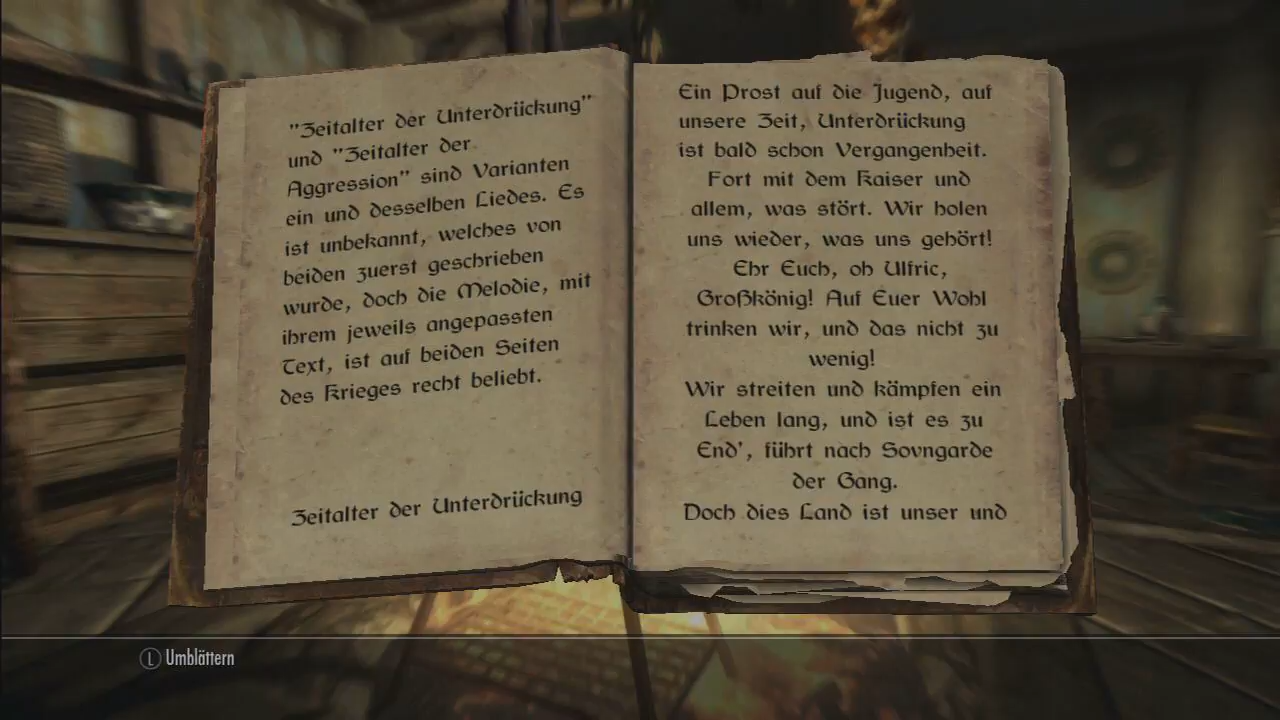 "Zeitalter der Unterdrückung"
und "Zeitalter der
Aggression" sind Varianten
ein und desselben Liedes. Es
ist unbekannt, welches von
beiden zuerst geschrieben
wurde, doch die Melodie, mit
ihrem jeweils angepassten
Text, ist auf beiden Seiten
des Krieges recht beliebt.
Zeitalter der Unterdrückung
Ein Prost auf die Jugend, auf
unsere Zeit, Unterdrückung
ist bald schon Vergangenheit.
Fort mit dem Kaiser und
allem, was stört. Wir holen
uns wieder, was uns gehört!
Ehr Euch, oh Ulfric,
Großkönig! Auf Euer Wohl
trinken wir, und das nicht zu
wenig!
Wir streiten und kämpfen ein
Leben lang, und ist es zu
End', führt nach Sovngarde
der Gang.
Doch dies Land ist unser und
L Umblättern